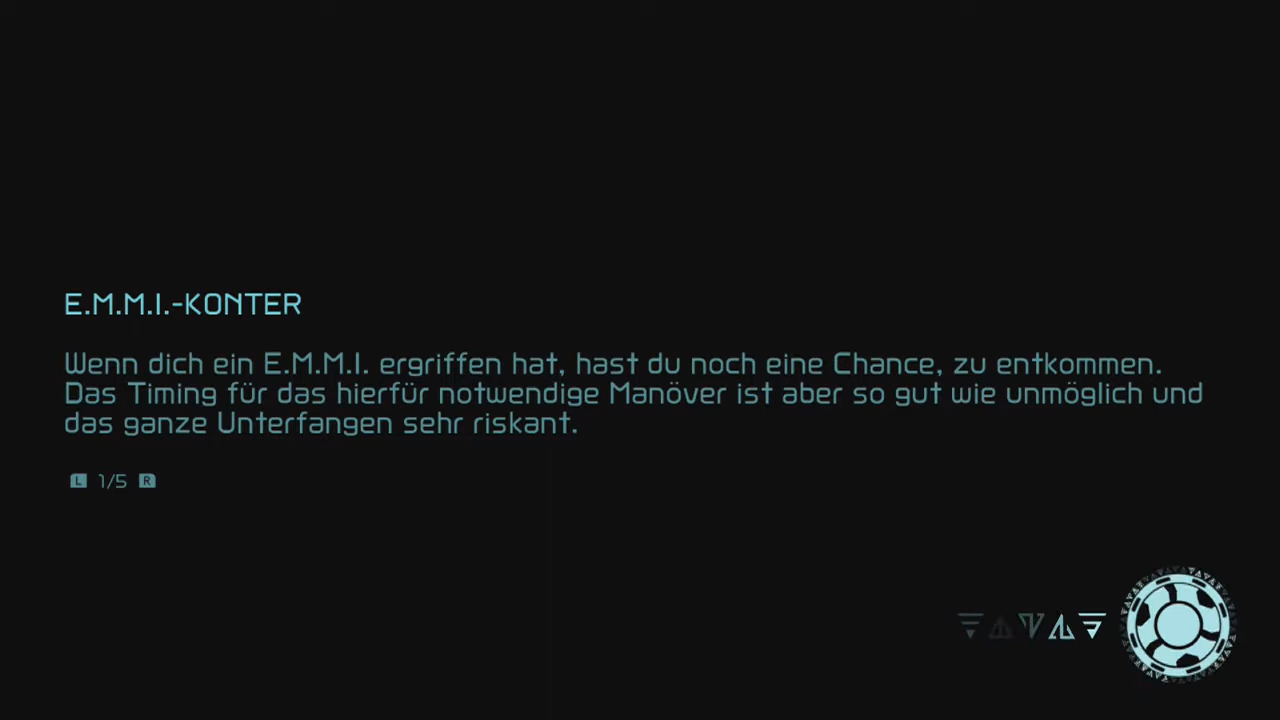 E.M.M.I.-KONTER
Wenn dich ein E.M.M.I. ergriffen hat, hast du noch eine Chance, zu entkommen.
Das Timing für das hierfür notwendige Manöver ist aber so gut wie unmöglich und
das ganze Unterfangen sehr riskant.
L 1/5 R